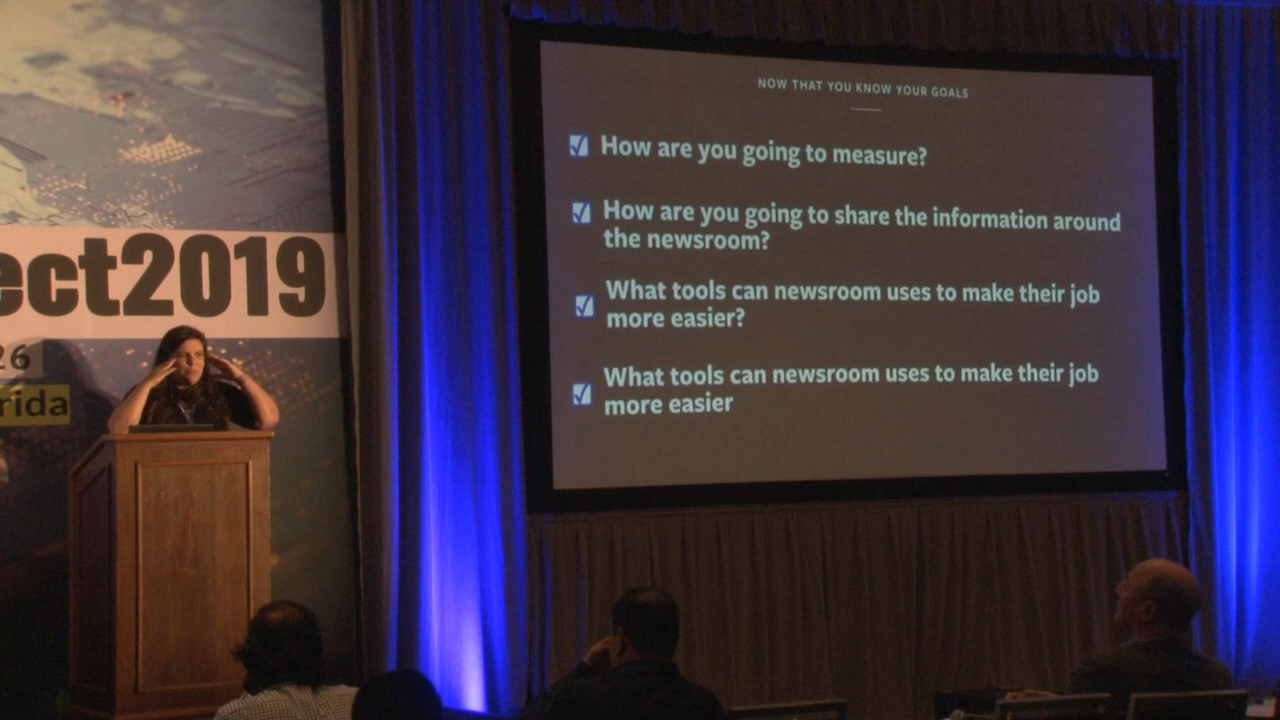 NOW THAT YOU KNOW YOUR GOALS
How are you going to measure?
How are you going to share the information around
the newsroom?
What tools can newsroom uses to make their job
more easier?
What tools can newsroom uses to make their job
more easier
ect2019
26
rida